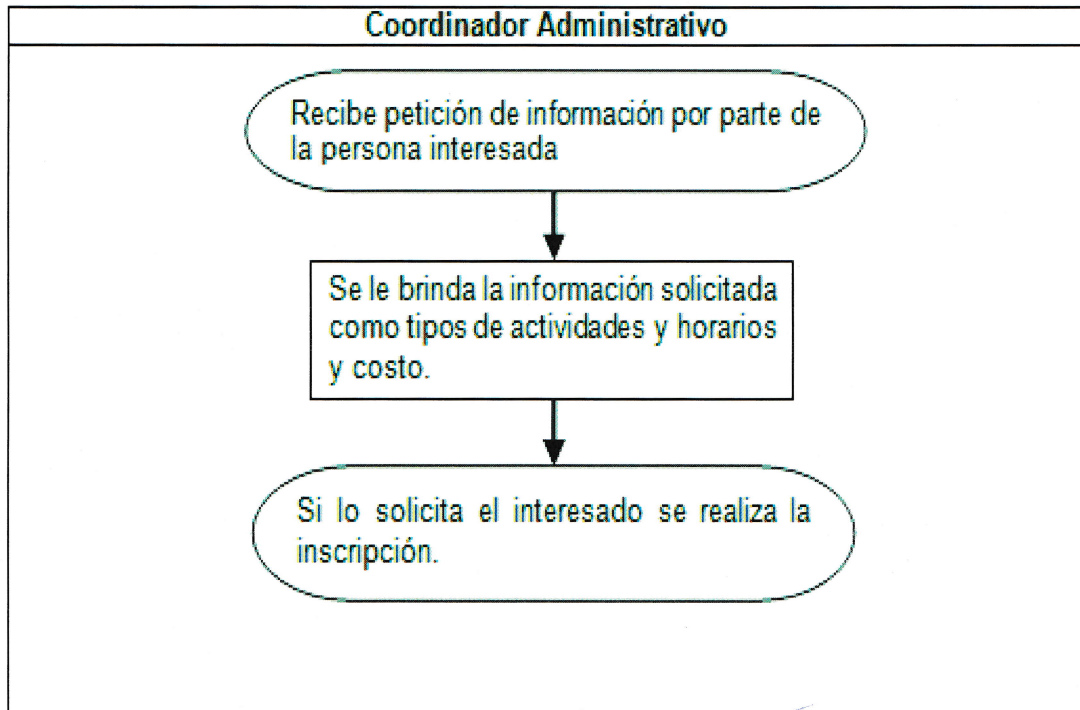 Coordinador Administrativo
Recibe petición de información por parte de
la persona interesada
Se le brinda la información solicitada
como tipos de actividades y horarios
y costo.
Si lo solicita el interesado se realiza la
inscripción.